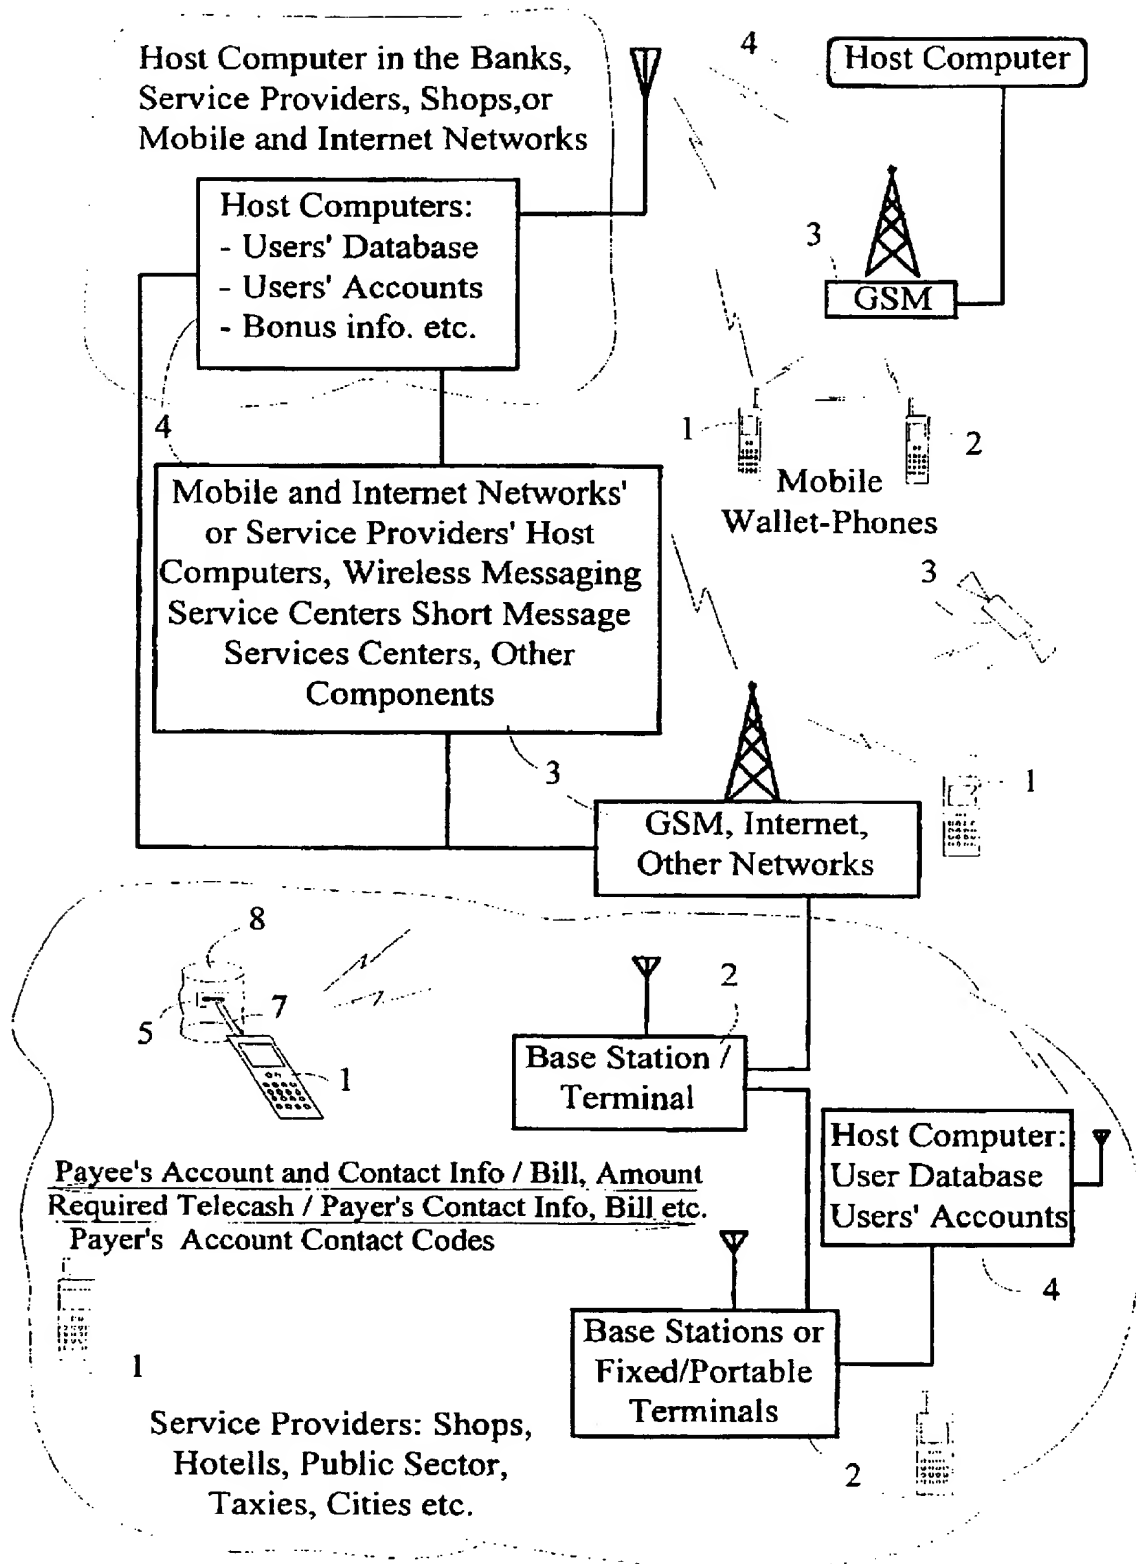 Host Computer in the Banks,
Service Providers, Shops,or
Mobile and Internet Networks
4
Host Computer
Host Computers:
- Users' Database
- Users' Accounts
- Bonus info. etc.
3
GSM
4
1
2
Mobile
Wallet-Phones
Mobile and Internet Networks'
or Service Providers' Host
Computers, Wireless Messaging
Service Centers Short Message
Services Centers, Other
Components
3
3
1
GSM, Internet,
Other Networks
8
5
7
1
2
Base Station /
Terminal
Host Computer:
User Database
Users' Accounts
4
Payee's Account and Contact Info / Bill, Amount
Required Telecash / Payer's Contact Info, Bill etc.
Payer's Account Contact Codes
1
Base Stations or
Fixed/Portable
Terminals
2
Service Providers: Shops,
Hotells, Public Sector,
Taxies, Cities etc.